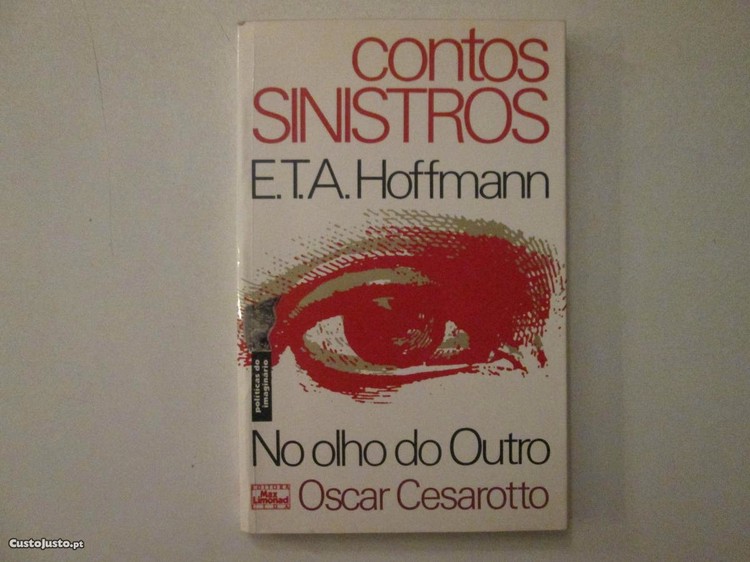 contos
SINISTROS
E.T.A. Hoffmann
políticas do
imaginário
No olho do Outro
EDITORA
Max
Limonad
Oscar Cesarotto
CustoJusto.pt